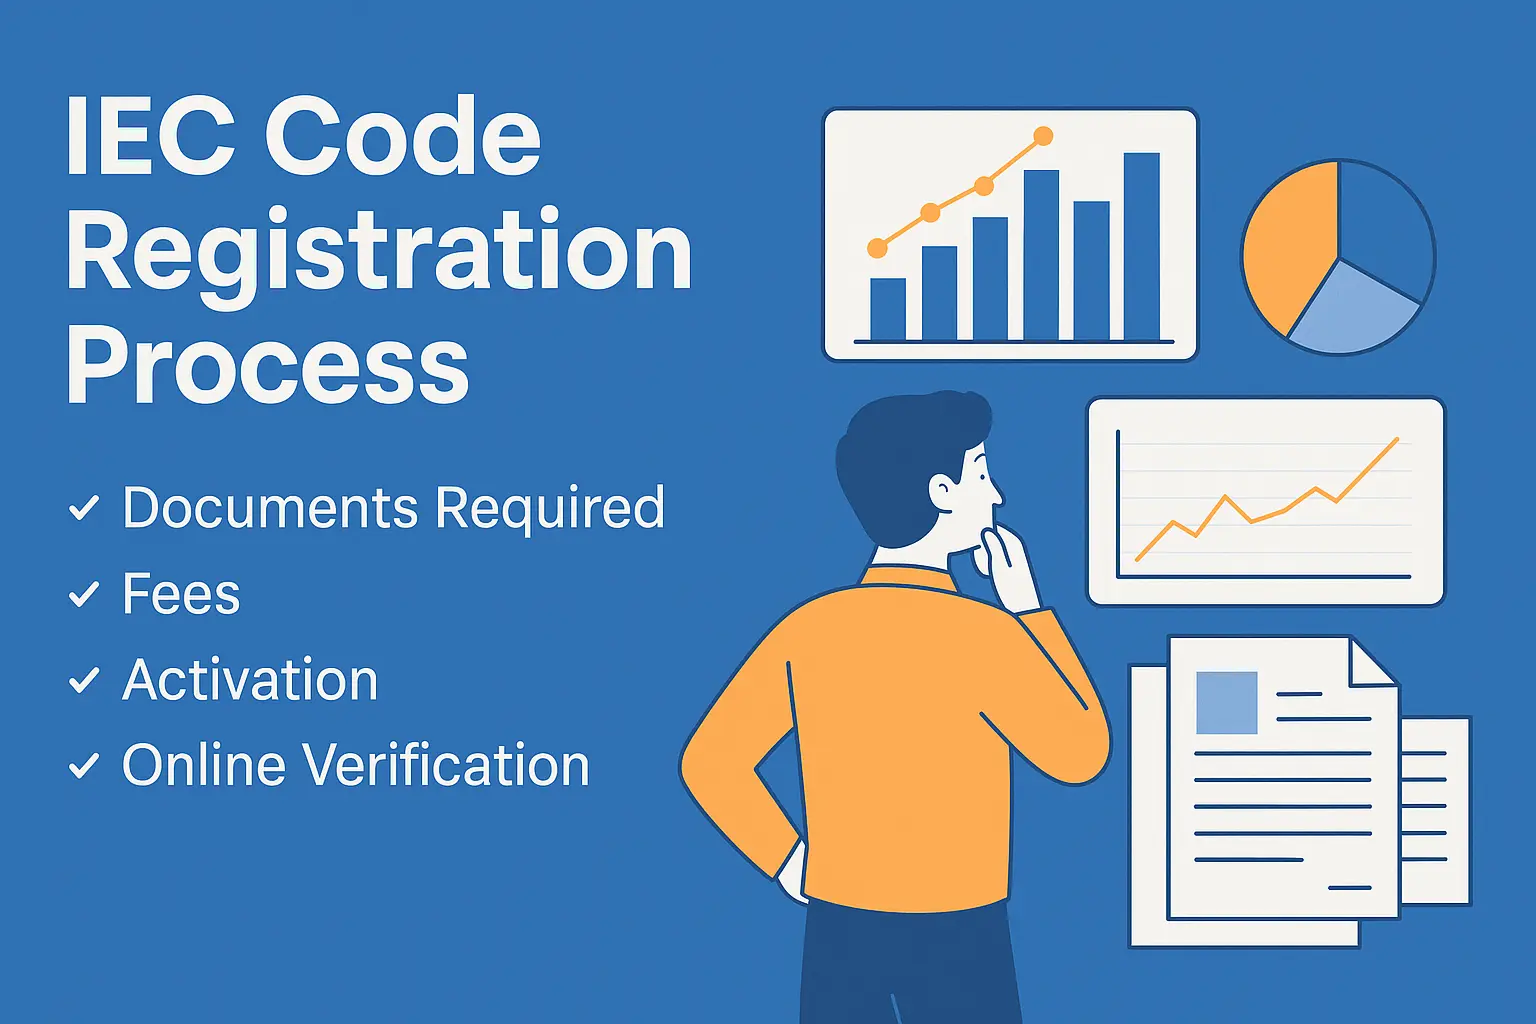 IEC Code
Registration
Process
✓ Documents Required
✓ Fees
✓ Activation
✓ Online Verification